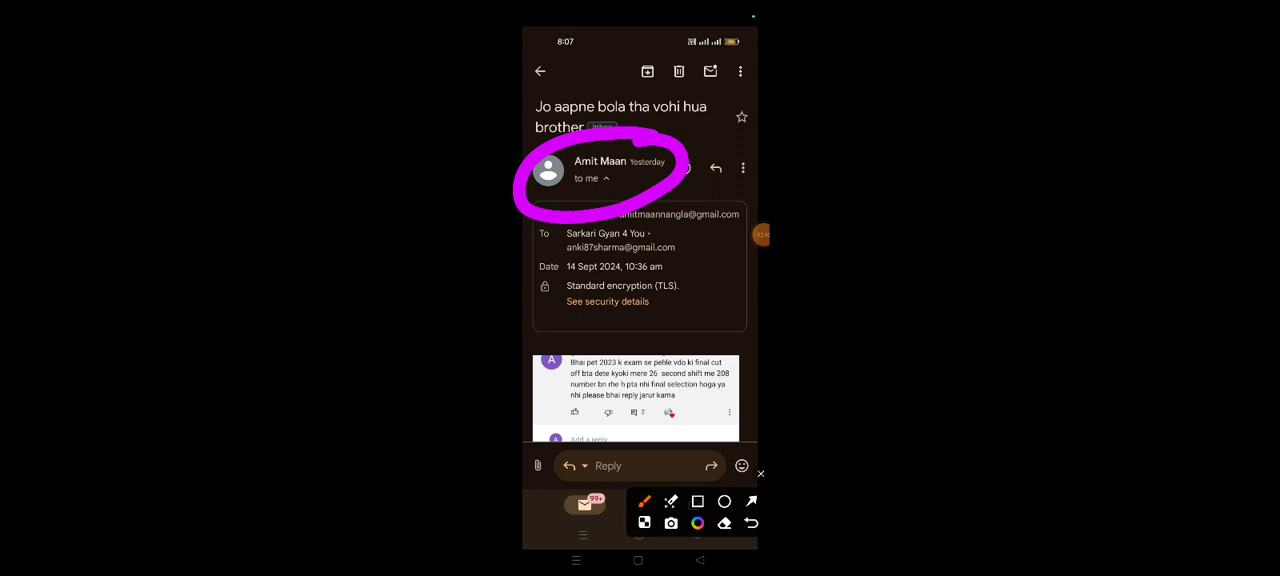 8:07
Jo aapne bola tha vohi hua
brother
Amit Maan Yesterday
to me
amitmaannangla@gmail.com
To Sarkari Gyan 4 You •
anki87sharma@gmail.com
Date 14 Sept 2024, 10:36 am
Standard encryption (TLS).
See security details
A
Bhai pet 2023 k exam se pehle vdo ki final cut
off bta dete kyoki mere 26 second shift me 208
number bn rhe h pta nhi final selection hoga ya
nhi please bhai reply jarur karna
2
A Add a reply
Reply
99+